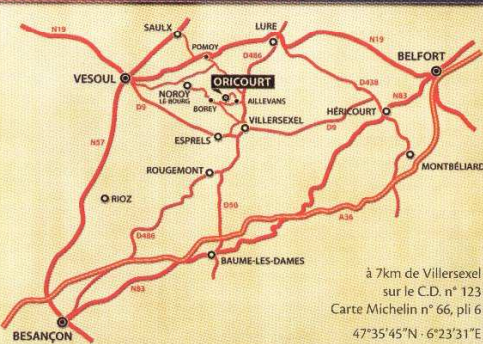 N19
SAULX
LURE
POMOY
D486
N19
BELFORT
VESOUL
ORICOURT
D438
NOROY
LE-BOURG
AILLEVANS
N83
D9
BOREY
HÉRICOURT
VILLERSEXEL
D9
ESPRELS
N57
ROUGEMONT
MONTBÉLIARD
RIOZ
D50
A36
D486
BAUME-LES-DAMES
N83
BESANÇON
à 7km de Villersexel
sur le C.D. n° 123
Carte Michelin n° 66, pli 6
47°35'45"N - 6°23'31"E